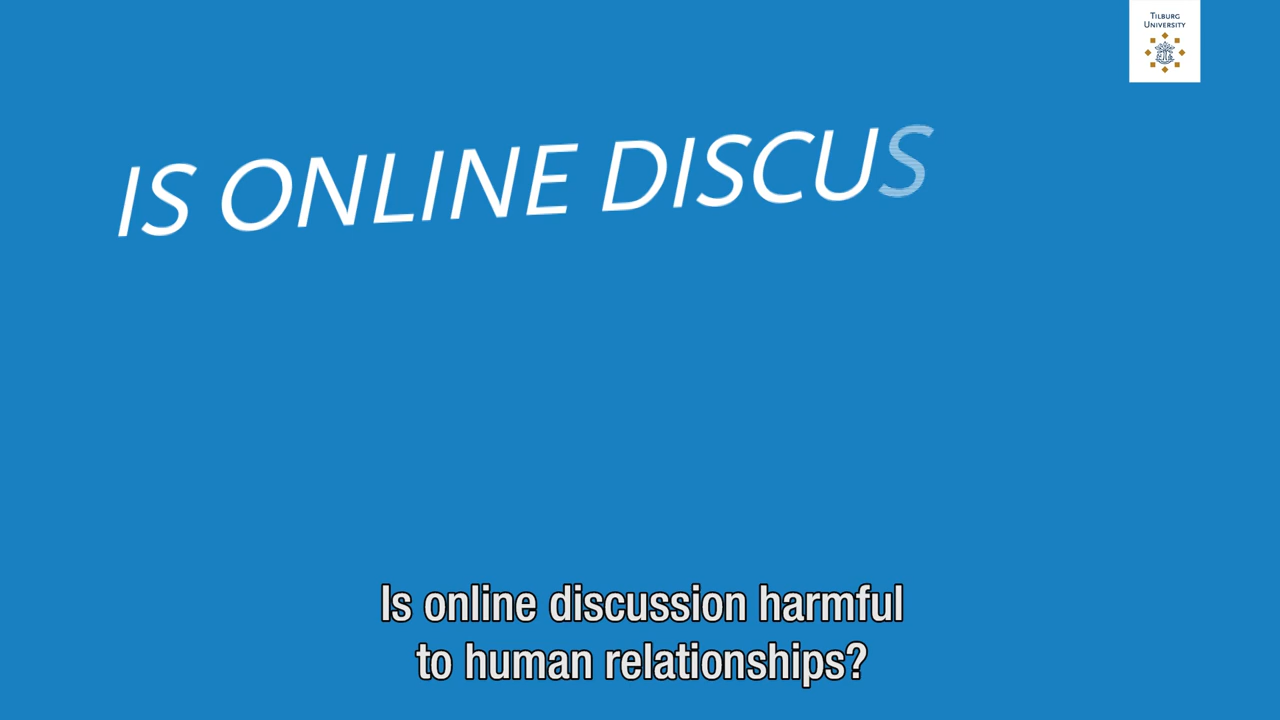 TILBURG
UNIVERSITY
IS ONLINE DISCUS
Is online discussion harmful
to human relationships?